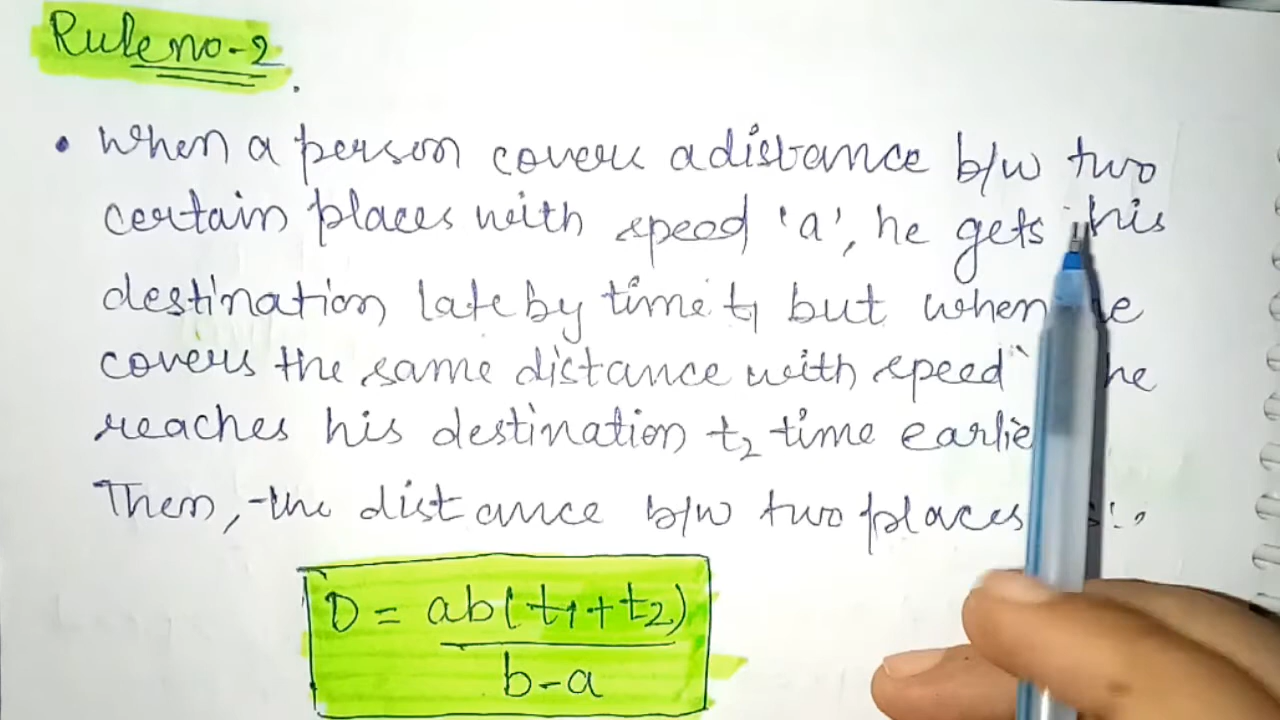 Rule no-2.
• When a person covers a distance b/w two
certain places with speed 'a', he gets his
destination late by time t₁ but when
covers the same distance with speed he
reaches his destination t₂ time earlie
Then, the distance b/w two places
D = ab(t₁+t₂)
b-a